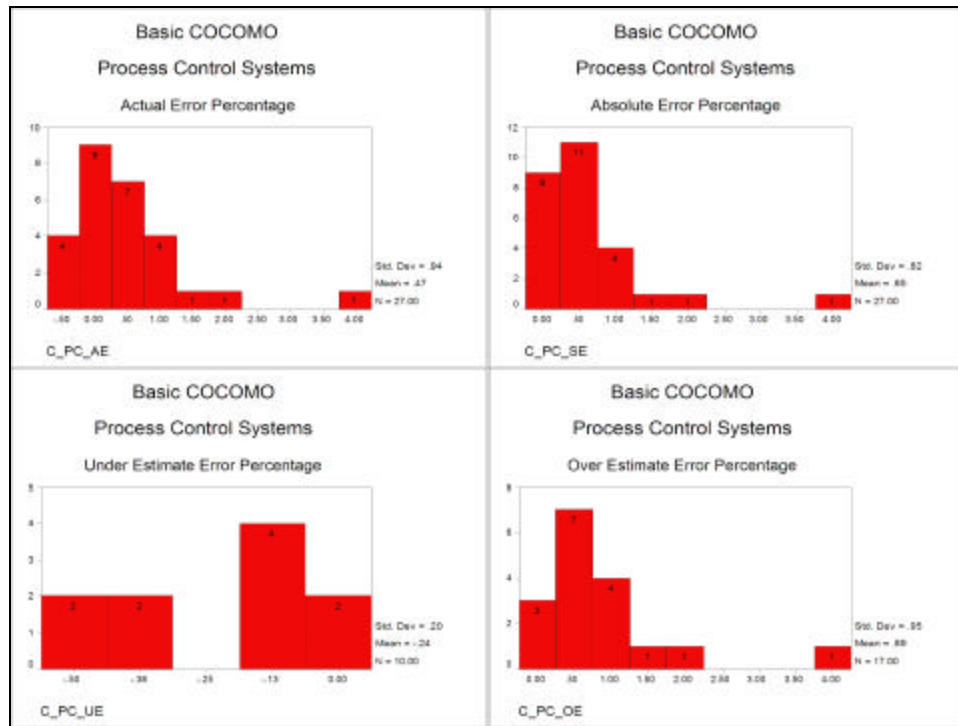 Basic COCOMO
Process Control Systems
Actual Error Percentage
10
8
6
4
2
0
4
9
7
4
1
1
1
Std. Dev = .94
Mean = .47
N = 27.00
-.50 0.00 .50 1.00 1.50 2.00 2.50 3.00 3.50 4.00
C_PC_AE
Basic COCOMO
Process Control Systems
Absolute Error Percentage
12
10
8
6
4
2
0
9
11
4
1
1
1
Std. Dev = .82
N = 27.00
0.00 .50 1.00 1.50 2.00 2.50 3.00 3.50 4.00
C_PC_SE
Basic COCOMO
Process Control Systems
Under Estimate Error Percentage
5
4
3
2
1
0
2
2
4
2
Std. Dev = .20
Mean = -.24
N = 10.00
-.50 -.38 -.25 -.13 0.00
C_PC_UE
Basic COCOMO
Process Control Systems
Over Estimate Error Percentage
8
6
4
2
0
3
7
4
1
1
1
Std. Dev = .95
N = 17.00
0.00 .50 1.00 1.50 2.00 2.50 3.00 3.50 4.00
C_PC_OE